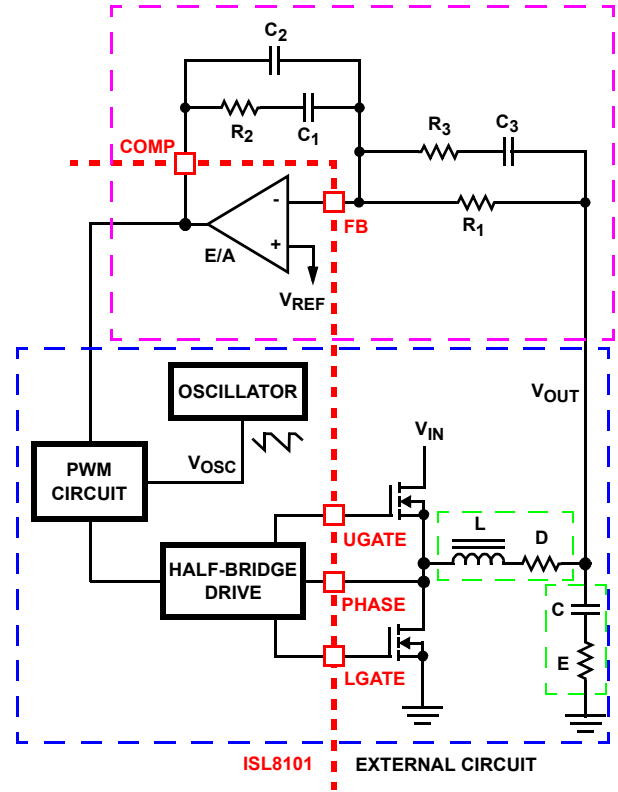 C2
R2
C1
R3
C3
COMP
-
FB
R1
E/A
+
VREF
OSCILLATOR
VOUT
VIN
VOSC
PWM
CIRCUIT
L
D
UGATE
HALF-BRIDGE
DRIVE
PHASE
C
E
LGATE
ISL8101
EXTERNAL CIRCUIT